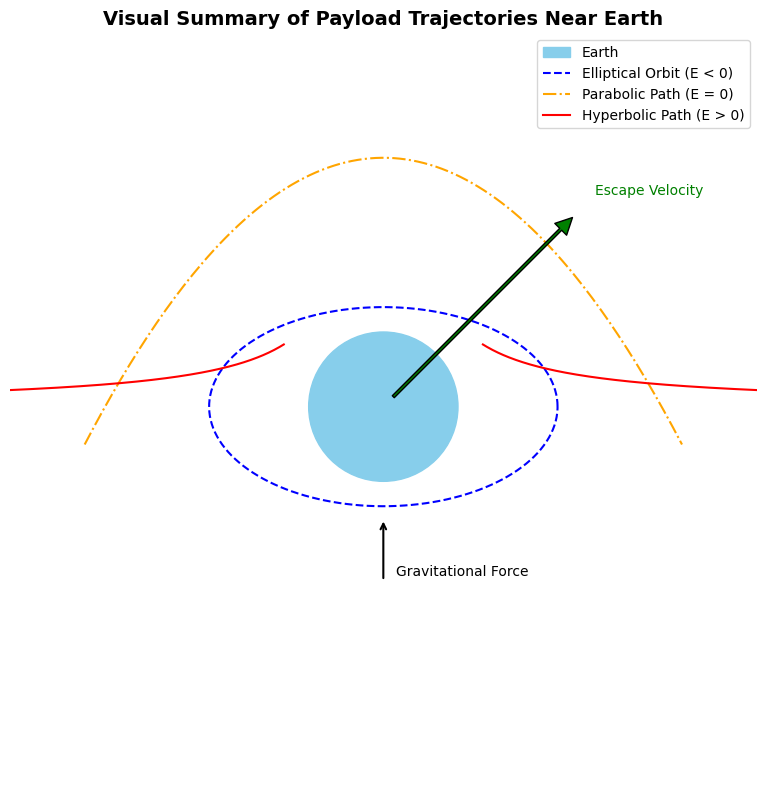 Visual Summary of Payload Trajectories Near Earth
Earth
Elliptical Orbit (E < 0)
Parabolic Path (E = 0)
Hyperbolic Path (E > 0)
Escape Velocity
Gravitational Force